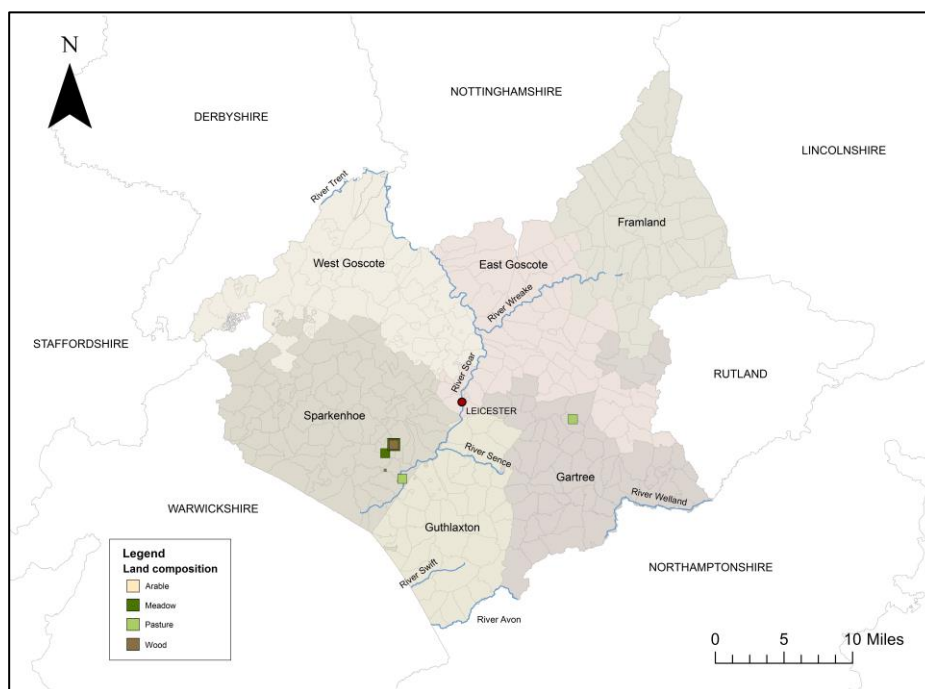 N
NOTTINGHAMSHIRE
DERBYSHIRE
LINCOLNSHIRE
River Trent
Framland
West Goscote
East Goscote
River Wreake
STAFFORDSHIRE
River Soar
RUTLAND
LEICESTER
Sparkenhoe
River Sence
Gartree
River Welland
WARWICKSHIRE
Guthlaxton
River Swift
NORTHAMPTONSHIRE
River Avon
Legend
Land composition
Arable
Meadow
Pasture
Wood
0 5 10 Miles